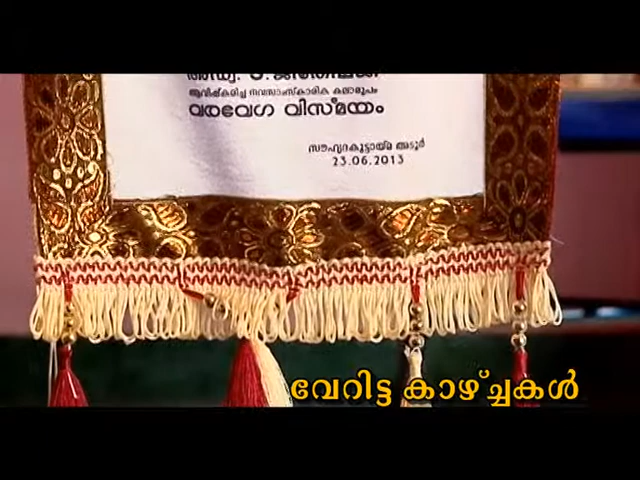 ആവിഷ്കരിച്ച നവസാംസ്കാരിക കലാരൂപം
വരവേഗ വിസ്മയം
സൗഹൃദകൂട്ടായ്മ അടൂർ
23.06.2013
വേറിട്ട കാഴ്ച്ചകൾ